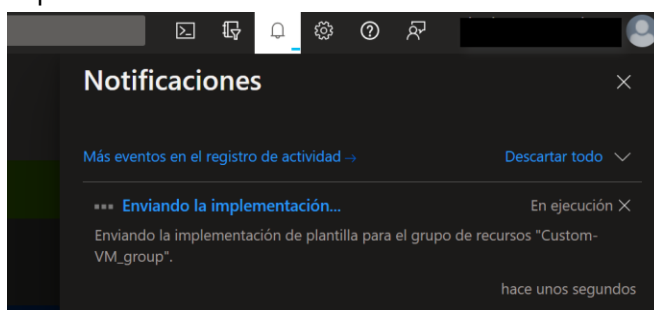 Notificaciones
Más eventos en el registro de actividad →
Descartar todo
Enviando la implementación...
En ejecución
Enviando la implementación de plantilla para el grupo de recursos "Custom-
VM_group".
hace unos segundos